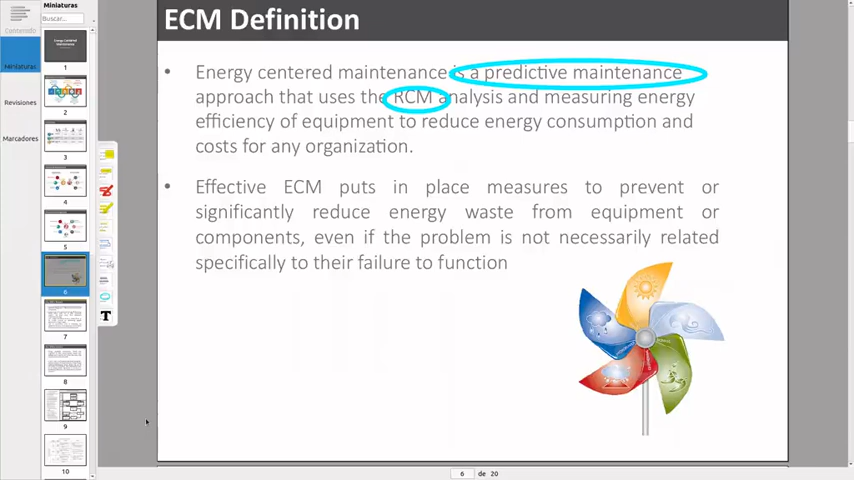 Miniaturas
Contenido
Buscar...
Miniaturas
Revisiones
Marcadores
1
2
3
4
5
6
7
8
9
10
T
ECM Definition
• Energy centered maintenance is a predictive maintenance
approach that uses the RCM analysis and measuring energy
efficiency of equipment to reduce energy consumption and
costs for any organization.
• Effective ECM puts in place measures to prevent or
significantly reduce energy waste from equipment or
components, even if the problem is not necessarily related
specifically to their failure to function
6 de 20